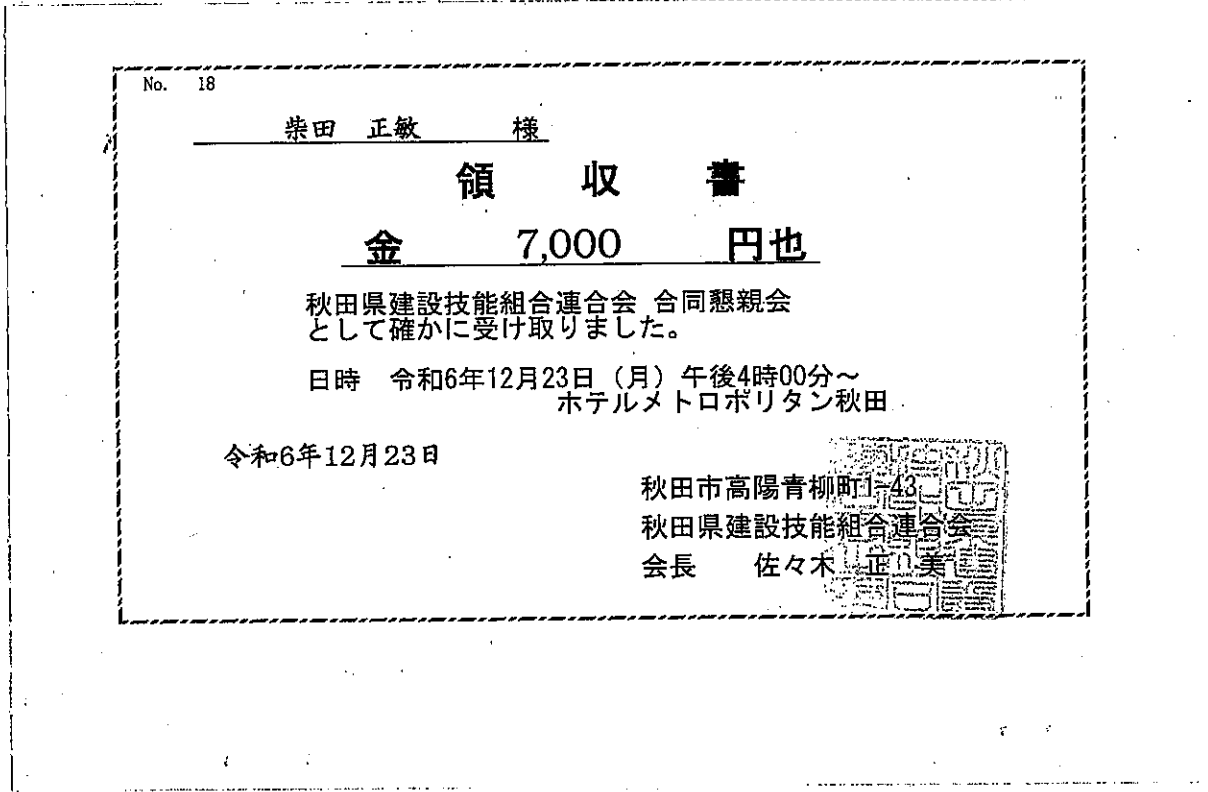 No. 18
柴田 正敏 様
領 収 書
金 7,000 円也
秋田県建設技能組合連合会 合同懇親会
として確かに受け取りました。
日時 令和6年12月23日（月）午後4時00分～
ホテルメトロポリタン秋田
令和6年12月23日
秋田市高陽青柳町1-43
秋田県建設技能組合連合会
会長 佐々木 正 美